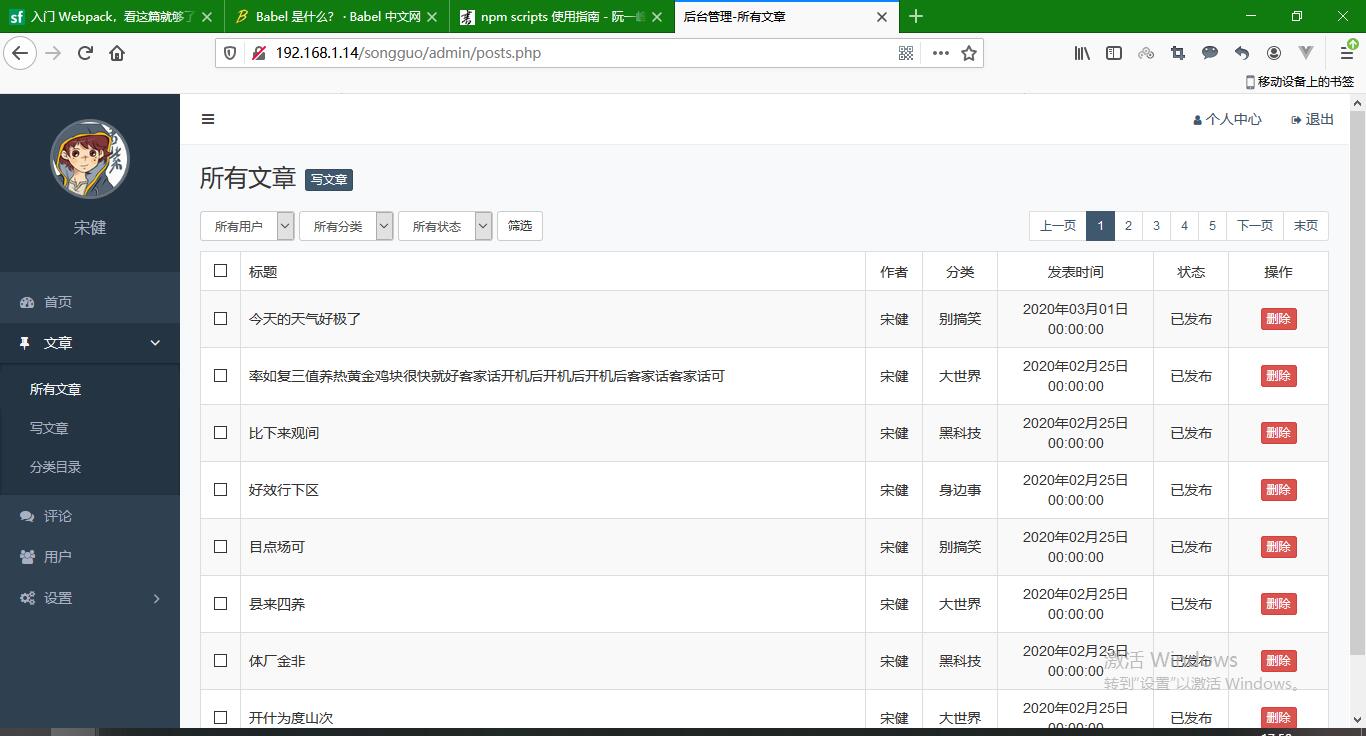 入门 Webpack，看这篇就够了
Babel 是什么？ · Babel 中文网
npm scripts 使用指南 - 阮一峰
后台管理-所有文章
192.168.1.14/songguo/admin/posts.php
移动设备上的书签
宋健
首页
文章
所有文章
写文章
分类目录
评论
用户
设置
个人中心 退出
所有文章 写文章
所有用户 所有分类 所有状态 筛选 上一页 1 2 3 4 5 下一页 末页
标题 作者 分类 发表时间 状态 操作
今天的天气好极了 宋健 别搞笑 2020年03月01日 00:00:00 已发布 删除
率如复三值养热黄金鸡块很快就好客家话开机后开机后开机后客家话客家话可 宋健 大世界 2020年02月25日 00:00:00 已发布 删除
比下来观间 宋健 黑科技 2020年02月25日 00:00:00 已发布 删除
好效行下区 宋健 身边事 2020年02月25日 00:00:00 已发布 删除
目点场可 宋健 别搞笑 2020年02月25日 00:00:00 已发布 删除
县来四养 宋健 大世界 2020年02月25日 00:00:00 已发布 删除
体厂金非 宋健 黑科技 2020年02月25日 00:00:00 已发布 删除
开什为度山次 宋健 大世界 2020年02月25日 00:00:00 已发布 删除
激活 Windows
转到"设置"以激活 Windows。